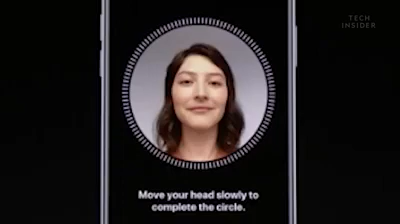 TECH
INSIDER
Move your head slowly to
complete the circle.